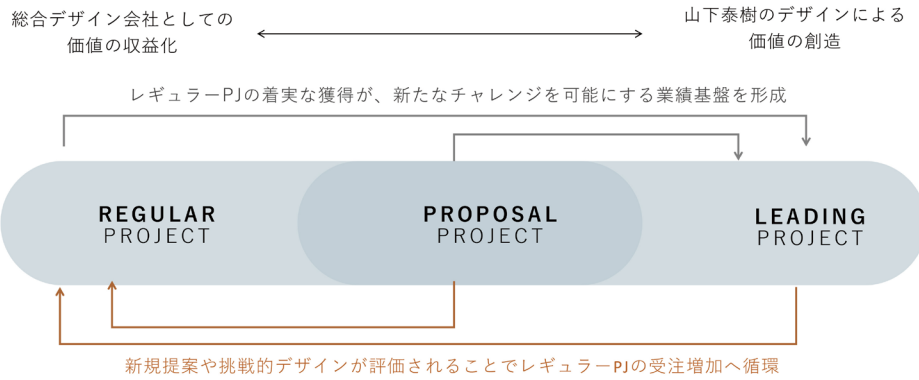 総合デザイン会社としての
価値の収益化
山下泰樹のデザインによる
価値の創造
レギュラーPJの着実な獲得が、新たなチャレンジを可能にする業績基盤を形成
REGULAR
PROJECT
PROPOSAL
PROJECT
LEADING
PROJECT
新規提案や挑戦的デザインが評価されることでレギュラーPJの受注増加へ循環